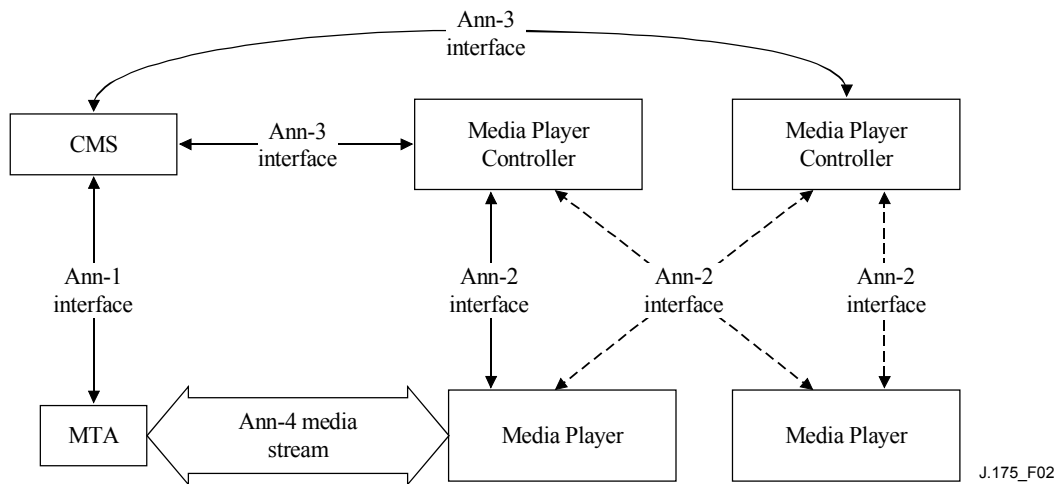 Ann-3
interface
CMS
Ann-3
interface
Media Player
Controller
Media Player
Controller
Ann-1
interface
Ann-2
interface
Ann-2
interface
Ann-2
interface
MTA
Ann-4 media
stream
Media Player
Media Player
J.175_F02